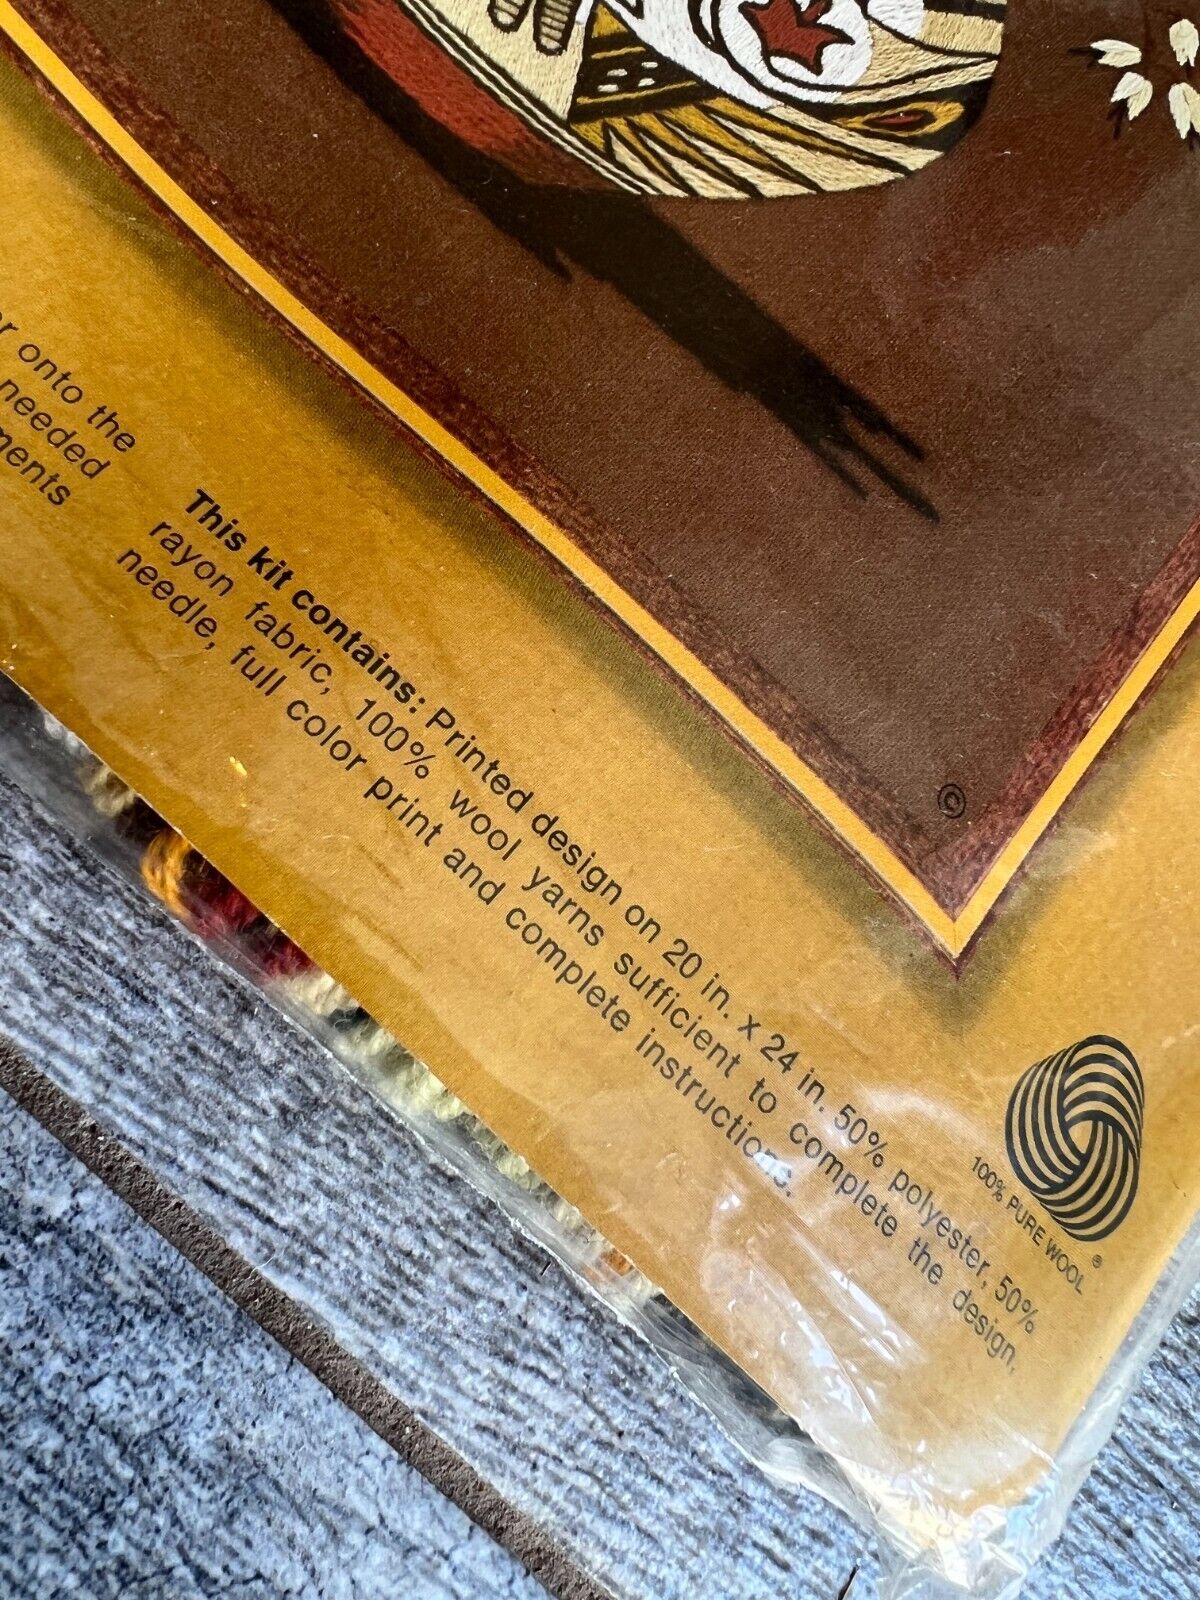 onto the
needed
This kit contains: Printed design on 20 in. x 24 in. 50% polyester, 50%
rayon fabric, 100% wool yarns sufficient to complete the design,
needle, full color print and complete instructions.
©
100% PURE WOOL ®